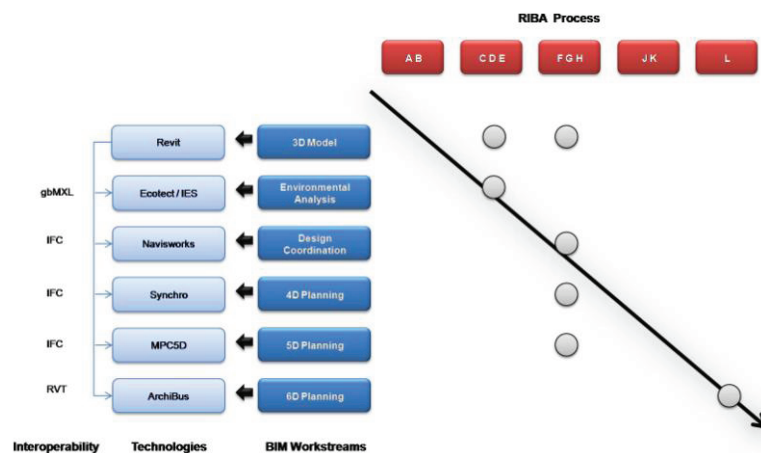 RIBA Process
A B
C D E
F G H
J K
L
Revit
3D Model
gbMXL
Ecotect / IES
Environmental
Analysis
IFC
Navisworks
Design
Coordination
IFC
Synchro
4D Planning
IFC
MPC5D
5D Planning
RVT
ArchiBus
6D Planning
Interoperability
Technologies
BIM Workstreams